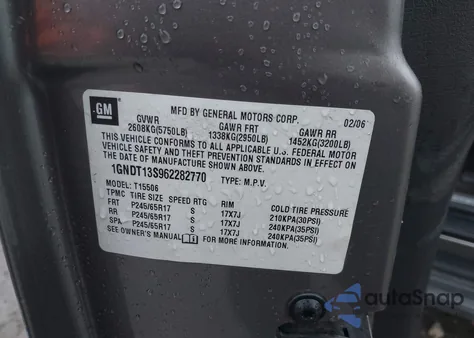 GM
MFD BY GENERAL MOTORS CORP. 02/06
GVWR GAWR FRT GAWR RR
2608KG(5750LB) 1338KG(2950LB) 1452KG(3200LB)
THIS VEHICLE CONFORMS TO ALL APPLICABLE U.S. FEDERAL MOTOR
VEHICLE SAFETY AND THEFT PREVENTION STANDARDS IN EFFECT ON
THE DATE OF MANUFACTURE SHOWN ABOVE.
1GNDT13S962282770 TYPE: M.P.V.
MODEL: T15506
TPMC TIRE SIZE SPEED RTG RIM COLD TIRE PRESSURE
FRT P245/65R17 S 17X7J 210KPA(30PSI)
RR P245/65R17 S 17X7J 240KPA(35PSI)
SPA P245/65R17 S 17X7J 240KPA(35PSI)
SEE OWNER'S MANUAL FOR MORE INFORMATION.
autoSnap